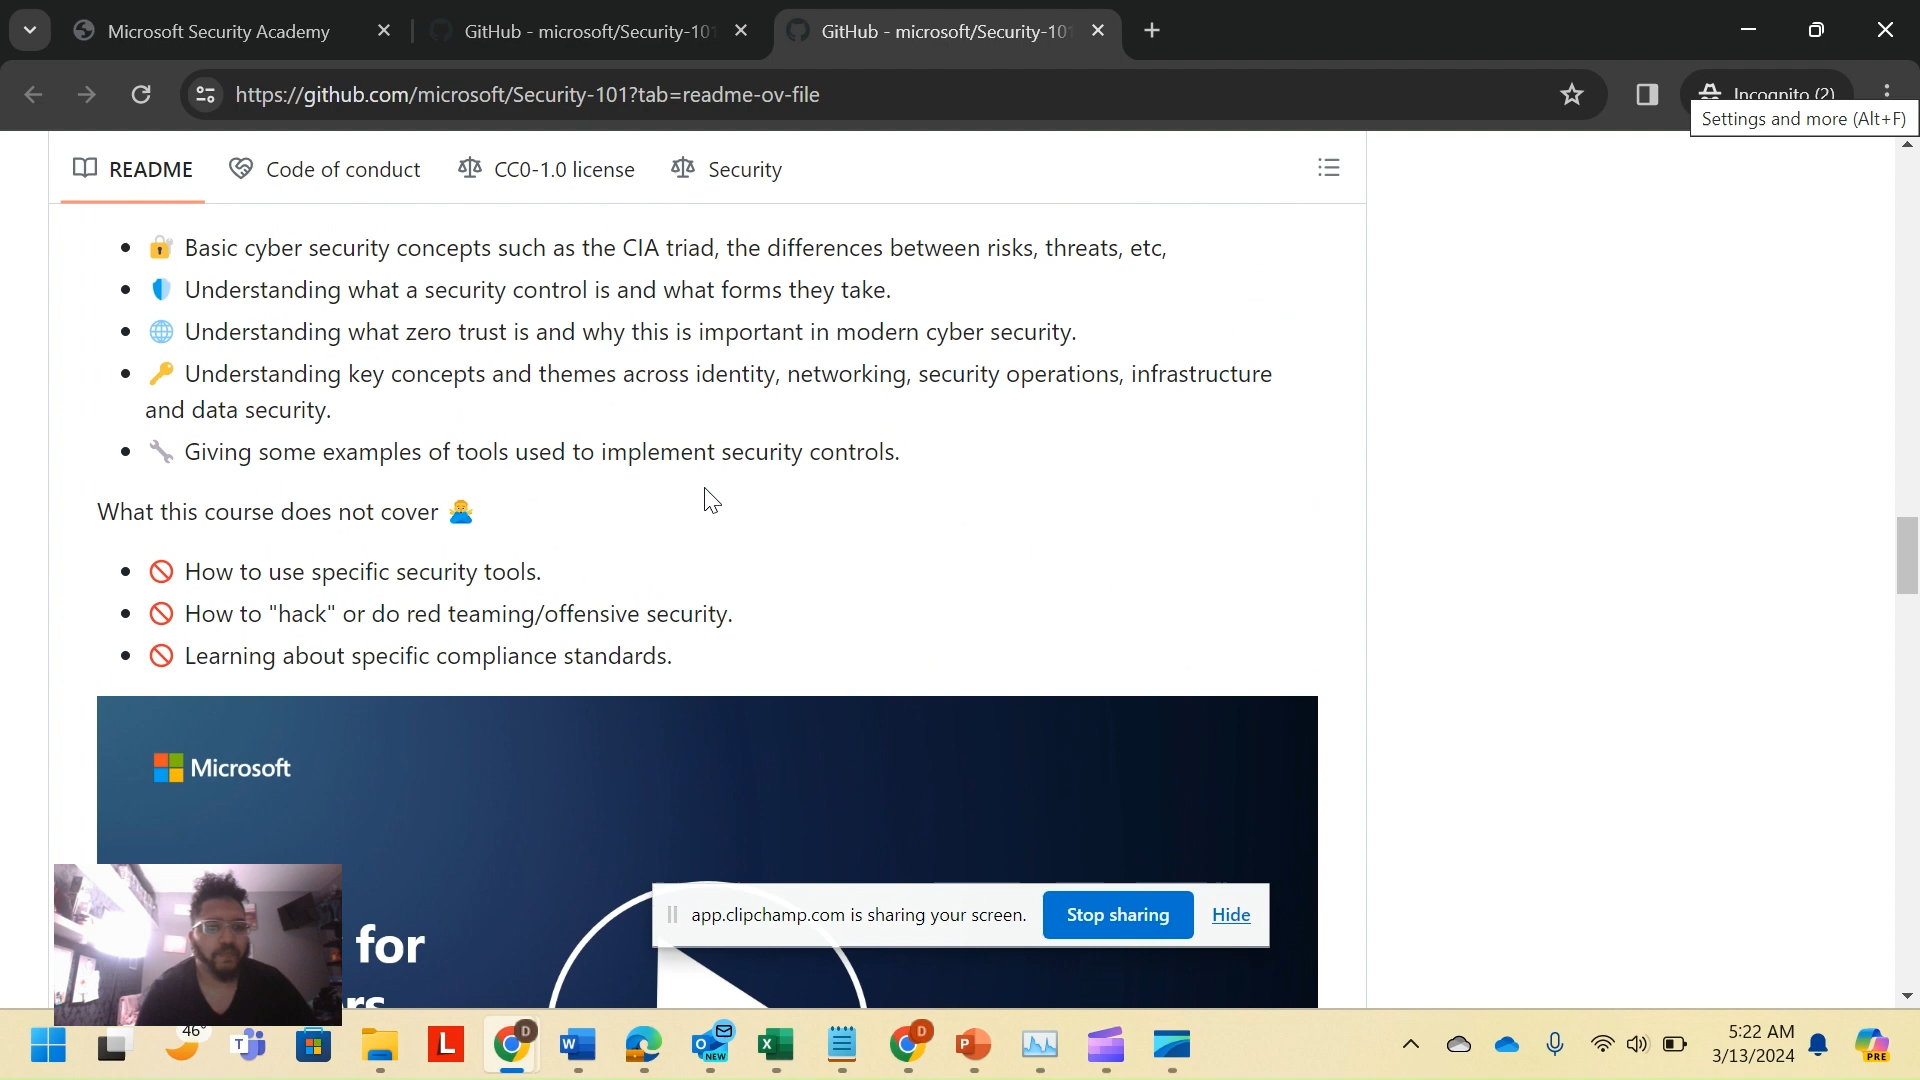 Microsoft Security Academy
GitHub - microsoft/Security-101
GitHub - microsoft/Security-101
https://github.com/microsoft/Security-101?tab=readme-ov-file
Incognito (2)
Settings and more (Alt+F)
README
Code of conduct
CC0-1.0 license
Security
Basic cyber security concepts such as the CIA triad, the differences between risks, threats, etc,
Understanding what a security control is and what forms they take.
Understanding what zero trust is and why this is important in modern cyber security.
Understanding key concepts and themes across identity, networking, security operations, infrastructure
and data security.
Giving some examples of tools used to implement security controls.
What this course does not cover
How to use specific security tools.
How to "hack" or do red teaming/offensive security.
Learning about specific compliance standards.
Microsoft
for
rs
app.clipchamp.com is sharing your screen.
Stop sharing
Hide
46°
T
L
D
W
O
NEW
X
D
P
5:22 AM
3/13/2024
PRE